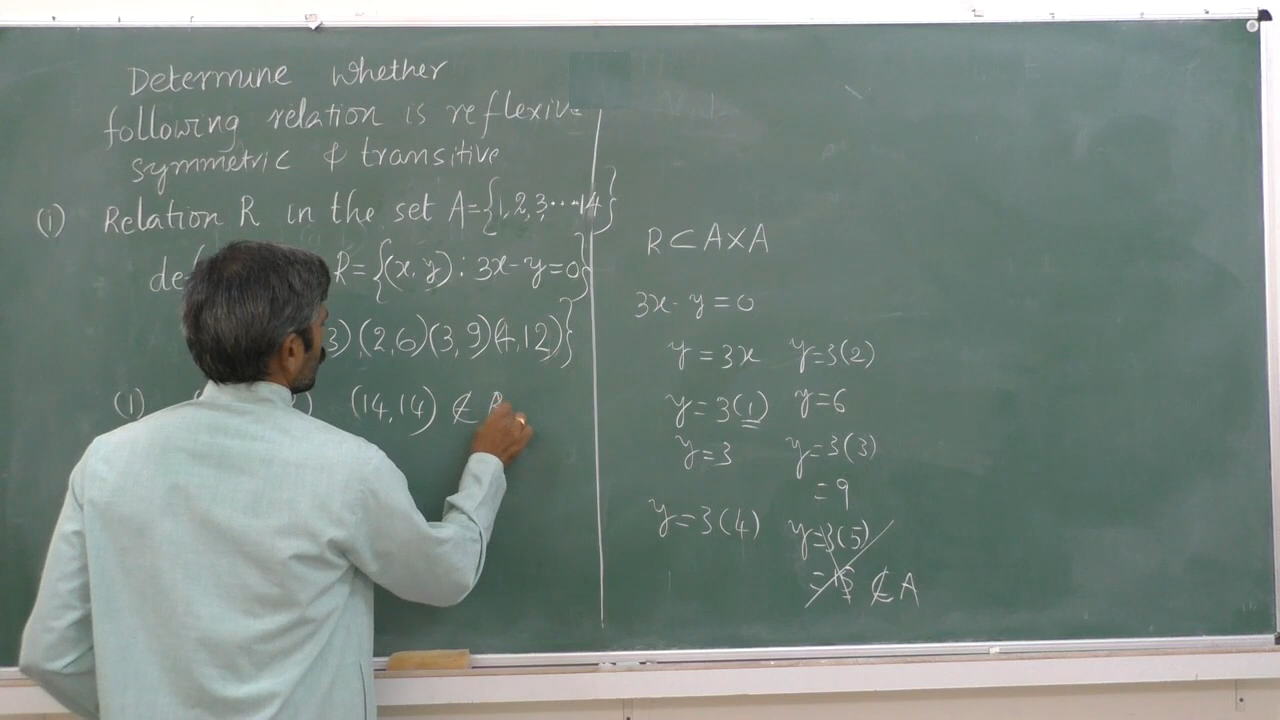 Determine whether
following relation is reflexive
symmetric & transitive
(i) Relation R in the set A={1,2,3,···14}
R={(x,y): 3x-y=0}
3),(2,6)(3,9)(4,12)}
(1) (14,14) ∉ R
R⊂A×A
3x-y=0
y=3x y=3(2)
y=3(1) y=6
y=3 y=3(3)
=9
y=3(4) y=3(5)
=15 ∉ A